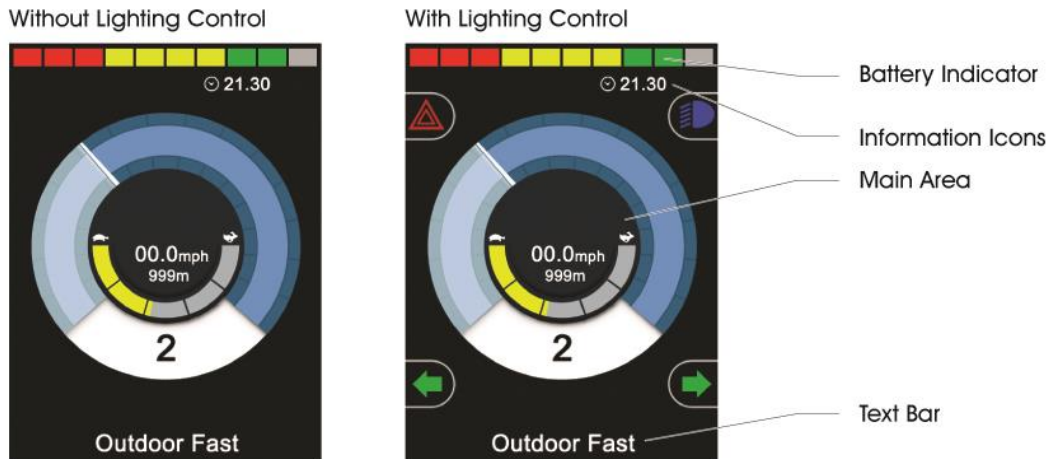 Without Lighting Control
21.30
00.0mph
999m
2
Outdoor Fast
With Lighting Control
21.30
00.0mph
999m
2
Outdoor Fast
Battery Indicator
Information Icons
Main Area
Text Bar